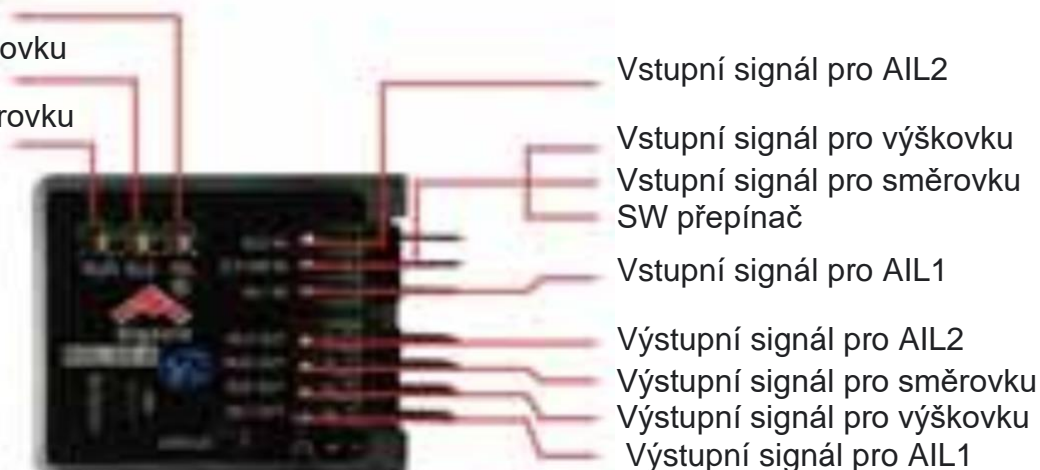 ovku
rovku
Vstupní signál pro AIL2
Vstupní signál pro výškovku
Vstupní signál pro směrovku
SW přepínač
Vstupní signál pro AIL1
Výstupní signál pro AIL2
Výstupní signál pro směrovku
Výstupní signál pro výškovku
Výstupní signál pro AIL1